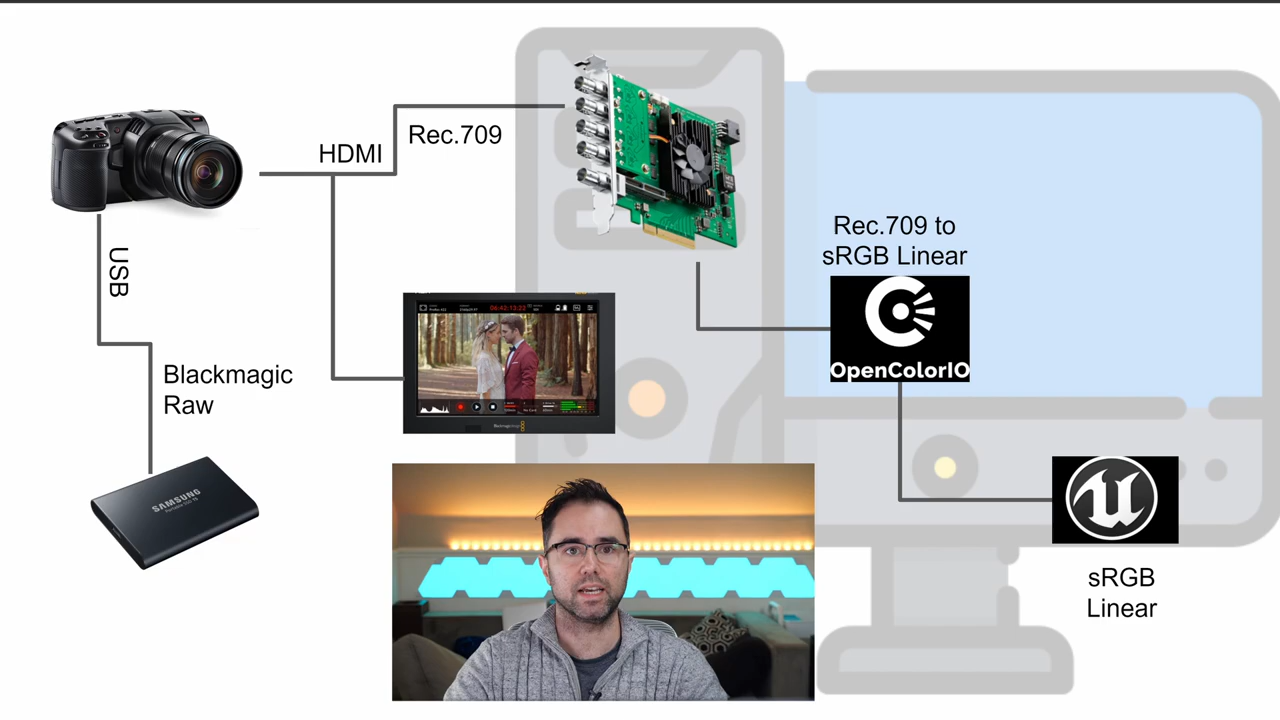 HDMI
Rec.709
USB
Blackmagic
Raw
SAMSUNG
Rec.709 to
sRGB Linear
OpenColorIO
sRGB
Linear